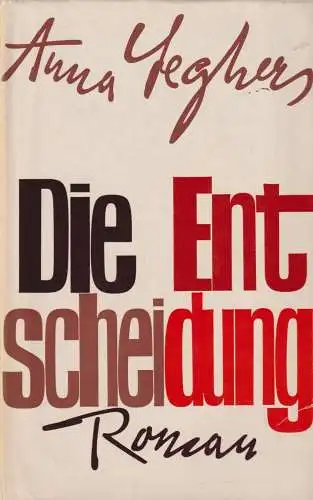 Anna Seghers
Die Ent
scheidung
Roman